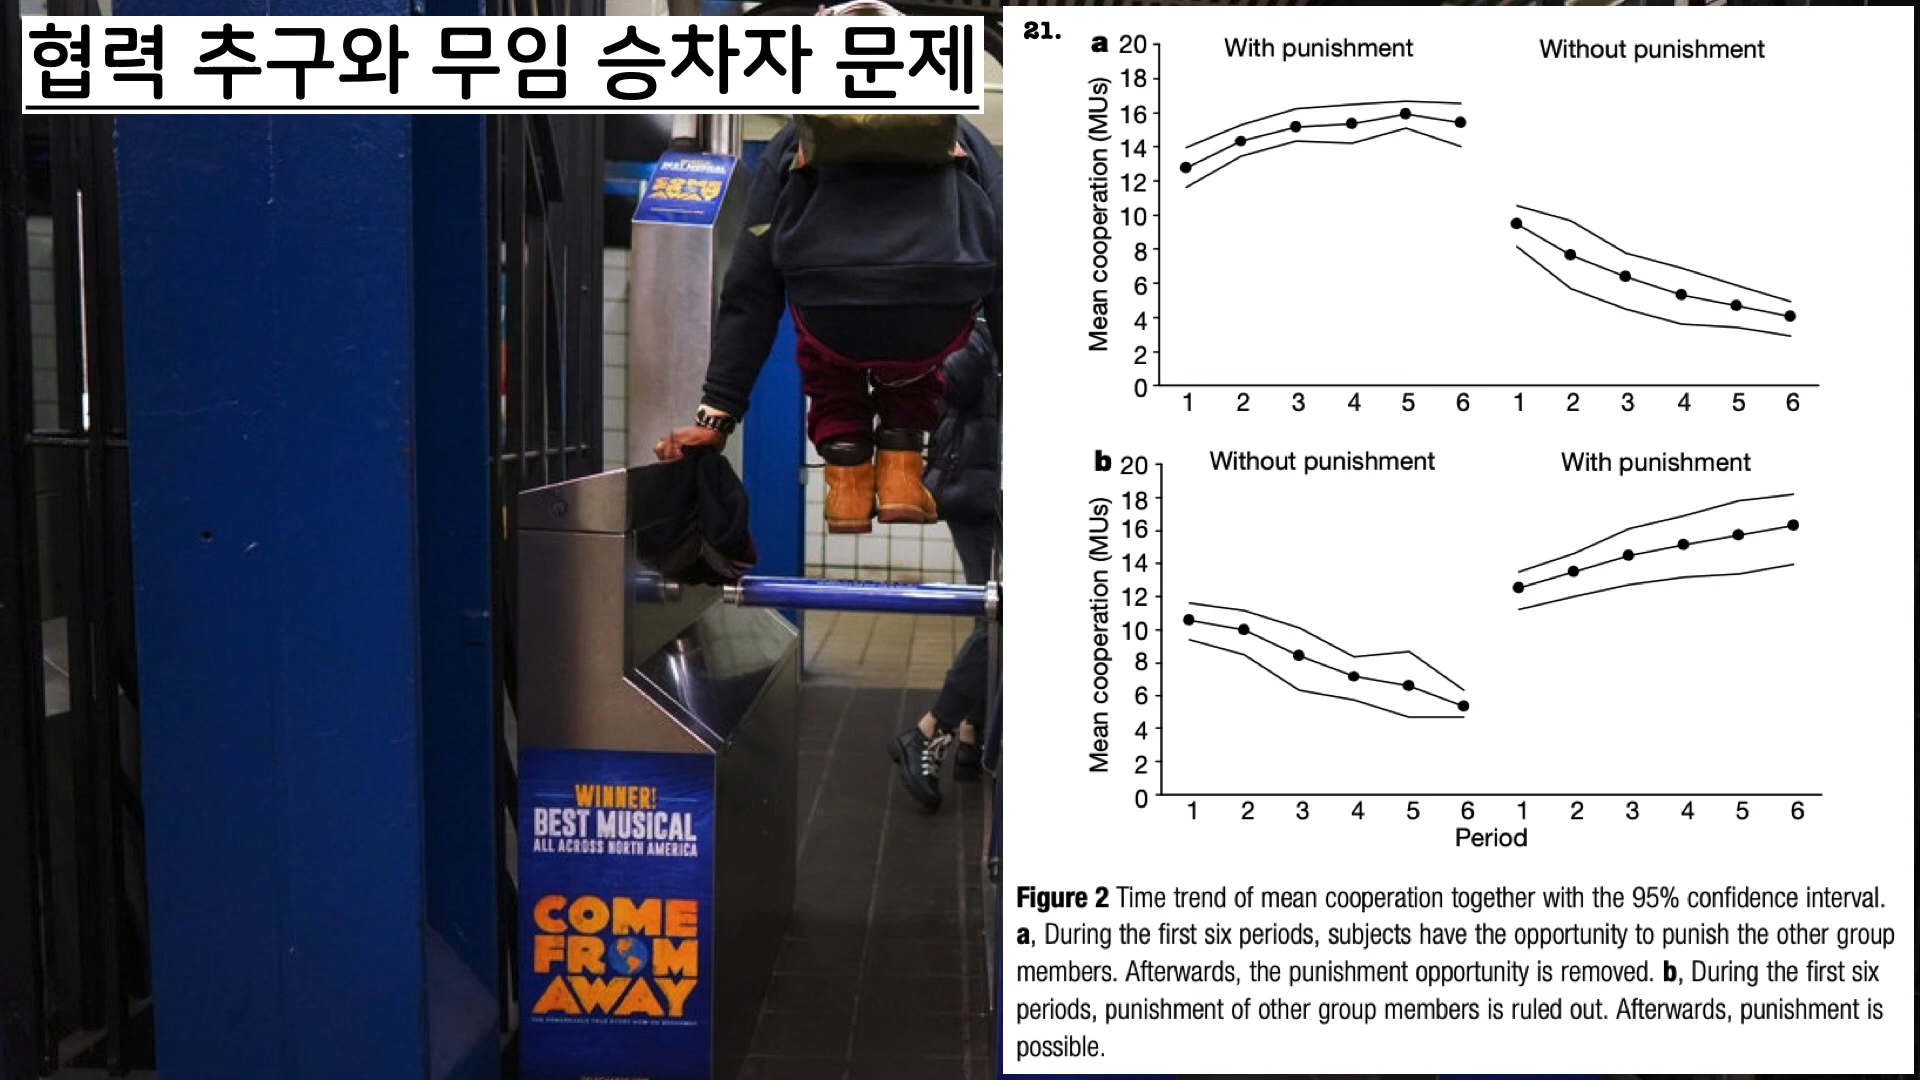 협력 추구와 무임 승차자 문제
BEST MUSICAL
COME
FROM
AWAY
WINNER!
BEST MUSICAL
ALL ACROSS NORTH AMERICA
COME
FROM
AWAY
21.
a
With punishment
Without punishment
Mean cooperation (MUs)
20
18
16
14
12
10
8
6
4
2
0
1 2 3 4 5 6 1 2 3 4 5 6
b
Without punishment
With punishment
Mean cooperation (MUs)
20
18
16
14
12
10
8
6
4
2
0
1 2 3 4 5 6 1 2 3 4 5 6
Period
Figure 2 Time trend of mean cooperation together with the 95% confidence interval.
a, During the first six periods, subjects have the opportunity to punish the other group
members. Afterwards, the punishment opportunity is removed. b, During the first six
periods, punishment of other group members is ruled out. Afterwards, punishment is
possible.